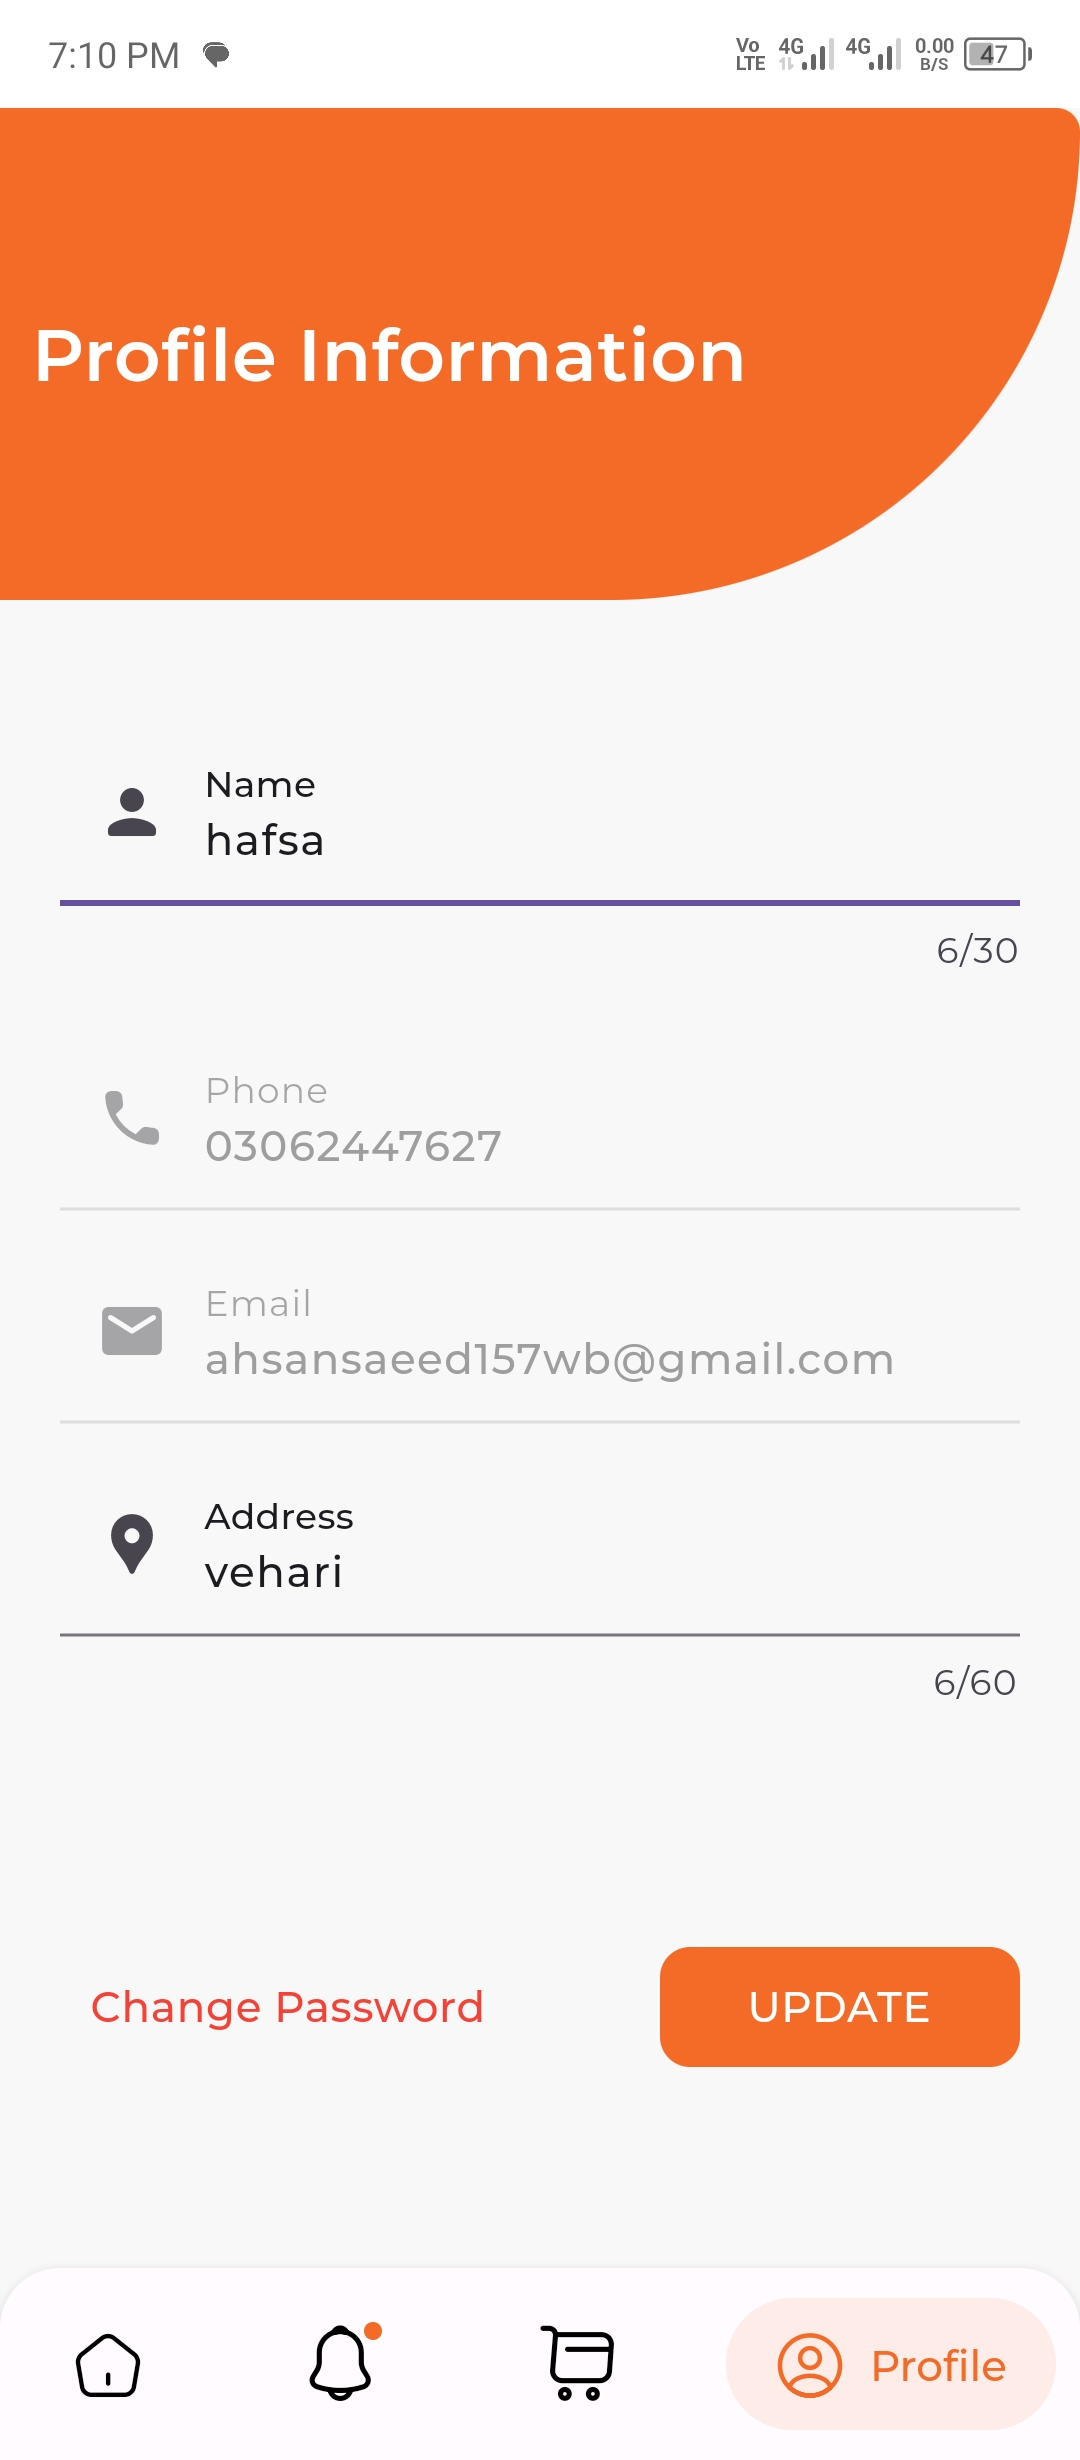 7:10 PM
Vo LTE 4G 4G 0.00 B/S 47
Profile Information
Name
hafsa
6/30
Phone
03062447627
Email
ahsansaeed157wb@gmail.com
Address
vehari
6/60
Change Password UPDATE
Profile